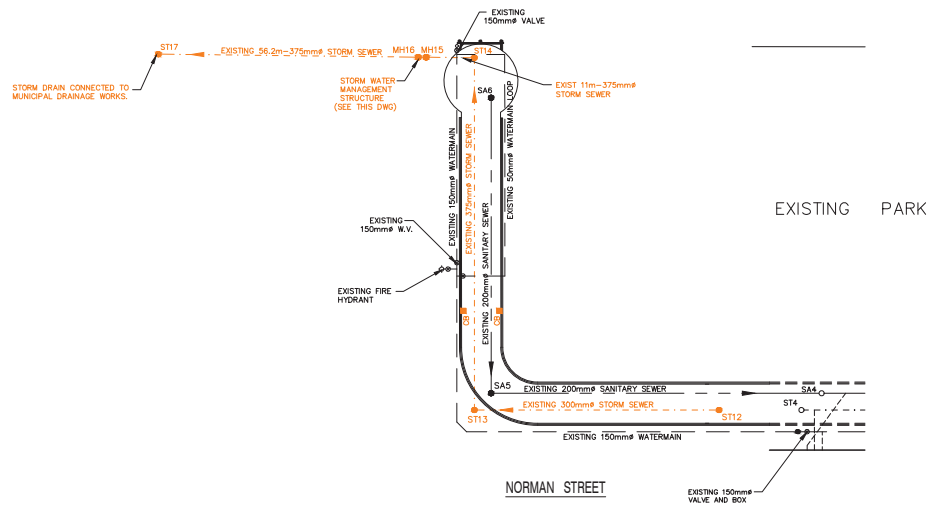 EXISTING
150mmø VALVE
ST17
EXISTING 56.2m-375mmø STORM SEWER
MH16
MH15
ST14
STORM DRAIN CONNECTED TO
MUNICIPAL DRAINAGE WORKS.
STORM WATER
MANAGEMENT
STRUCTURE
(SEE THIS DWG)
EXIST 11m-375mmø
STORM SEWER
SA6
EXISTING 150mmø WATERMAIN
EXISTING 375mmø STORM SEWER
EXISTING 200mmø SANITARY SEWER
EXISTING 50mmø WATERMAIN LOOP
EXISTING PARK
EXISTING
150mmø W.V.
EXISTING FIRE
HYDRANT
CB
CB
SA5
EXISTING 200mmø SANITARY SEWER
SA4
EXISTING 300mmø STORM SEWER
ST4
ST13
ST12
EXISTING 150mmø WATERMAIN
NORMAN STREET
EXISTING 150mmø
VALVE AND BOX